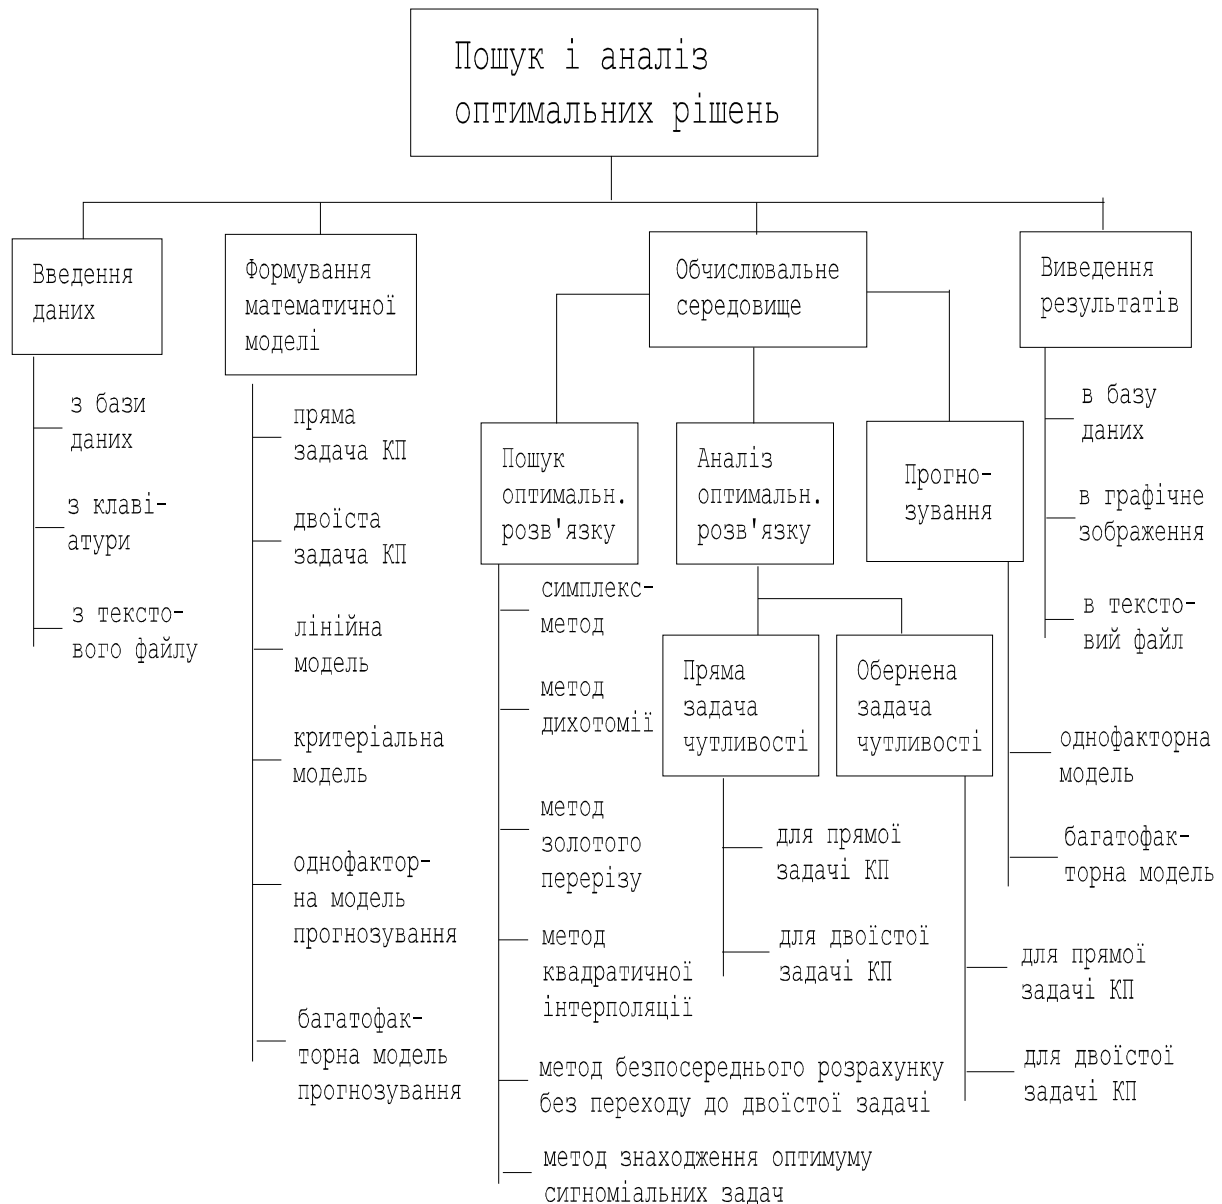 Пошук і аналіз
оптимальних рішень
Введення
даних
з бази
даних
з клаві-
атури
з тексто-
вого файлу
Формування
математичної
моделі
пряма
задача КП
двоїста
задача КП
лінійна
модель
критеріальна
модель
однофактор-
на модель
прогнозування
багатофак-
торна модель
прогнозування
Обчислювальне
середовище
Пошук
оптимальн.
розв'язку
симплекс-
метод
метод
дихотомії
метод
золотого
перерізу
метод
квадратичної
інтерполяції
метод безпосереднього розрахунку
без переходу до двоїстої задачі
метод знаходження оптимуму
сигноміальних задач
Аналіз
оптимальн.
розв'язку
Пряма
задача
чутливості
для прямої
задачі КП
для двоїстої
задачі КП
Обернена
задача
чутливості
для прямої
задачі КП
для двоїстої
задачі КП
Прогно-
зування
однофакторна
модель
багатофак-
торна модель
Виведення
результатів
в базу
даних
в графічне
зображення
в тексто-
вий файл